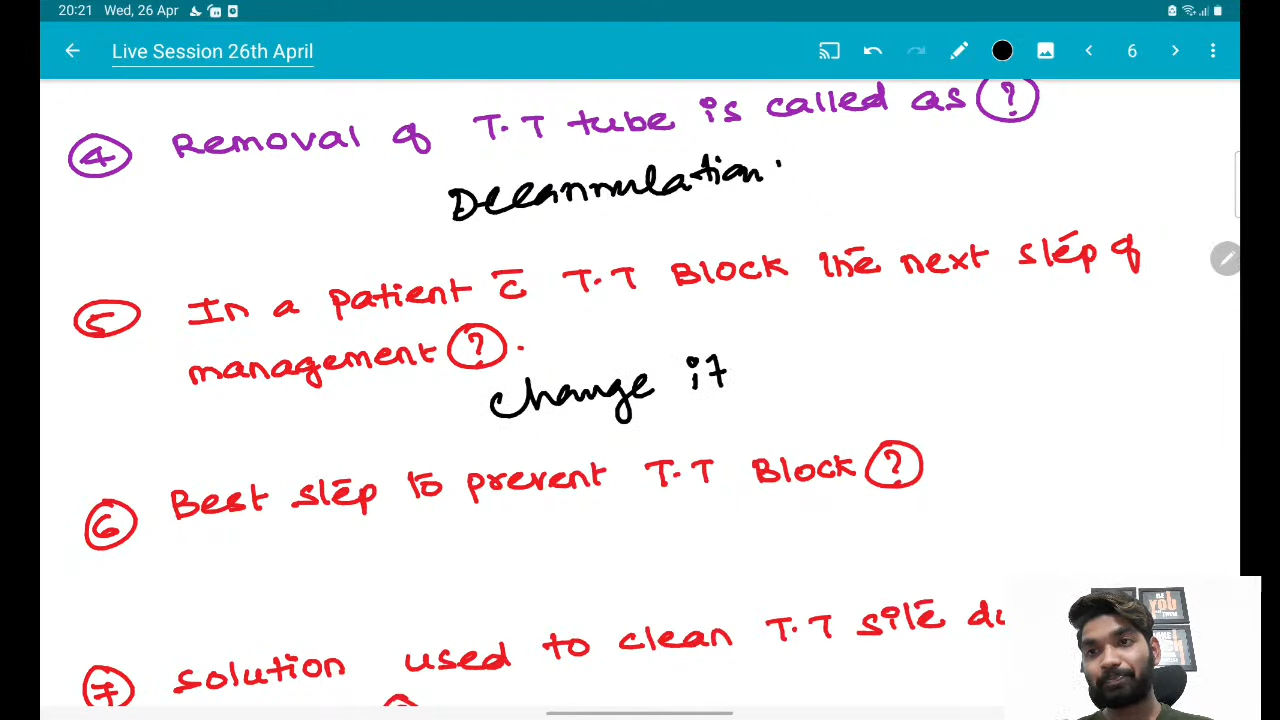 20:21 Wed, 26 Apr
Live Session 26th April
6
④ Removal of T.T tube is called as ?
Decannulation.
⑤ In a patient c̄ T.T Block the next step of
management ? .
change it
⑥ Best step to prevent T.T Block ?
⑦ solution used to clean T.T site